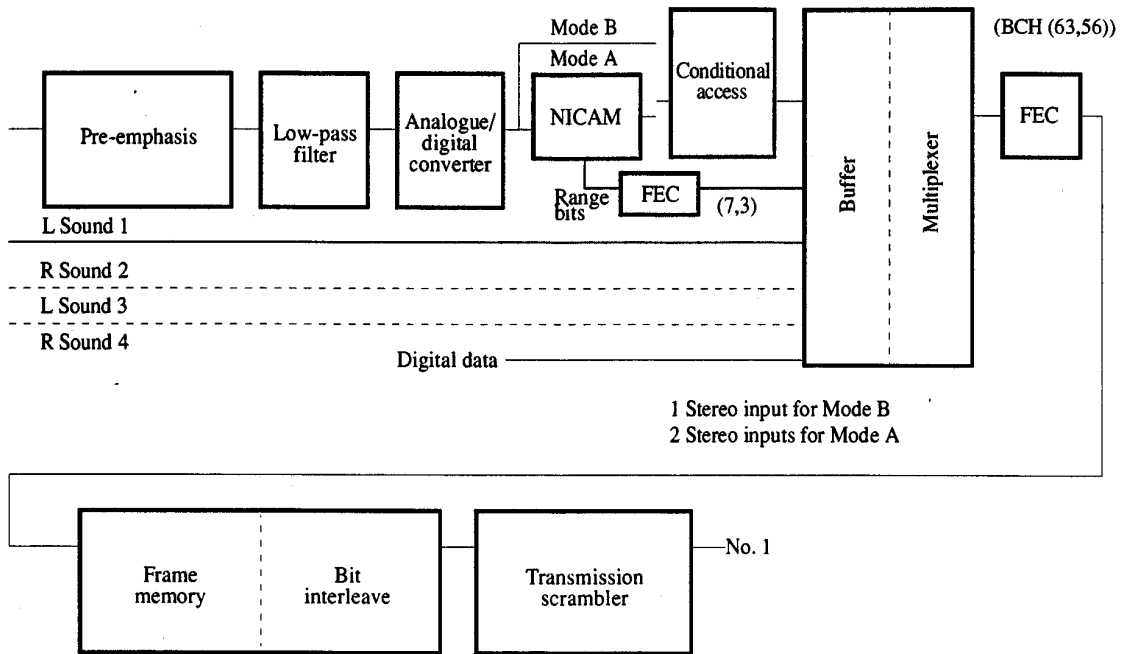 Mode B
(BCH (63,56))
Mode A
Pre-emphasis
Low-pass
filter
Analogue/
digital
converter
NICAM
Conditional
access
FEC
Range
bits
FEC
(7,3)
Buffer
Multiplexer
L Sound 1
R Sound 2
L Sound 3
R Sound 4
Digital data
1 Stereo input for Mode B
2 Stereo inputs for Mode A
Frame
memory
Bit
interleave
Transmission
scrambler
No. 1